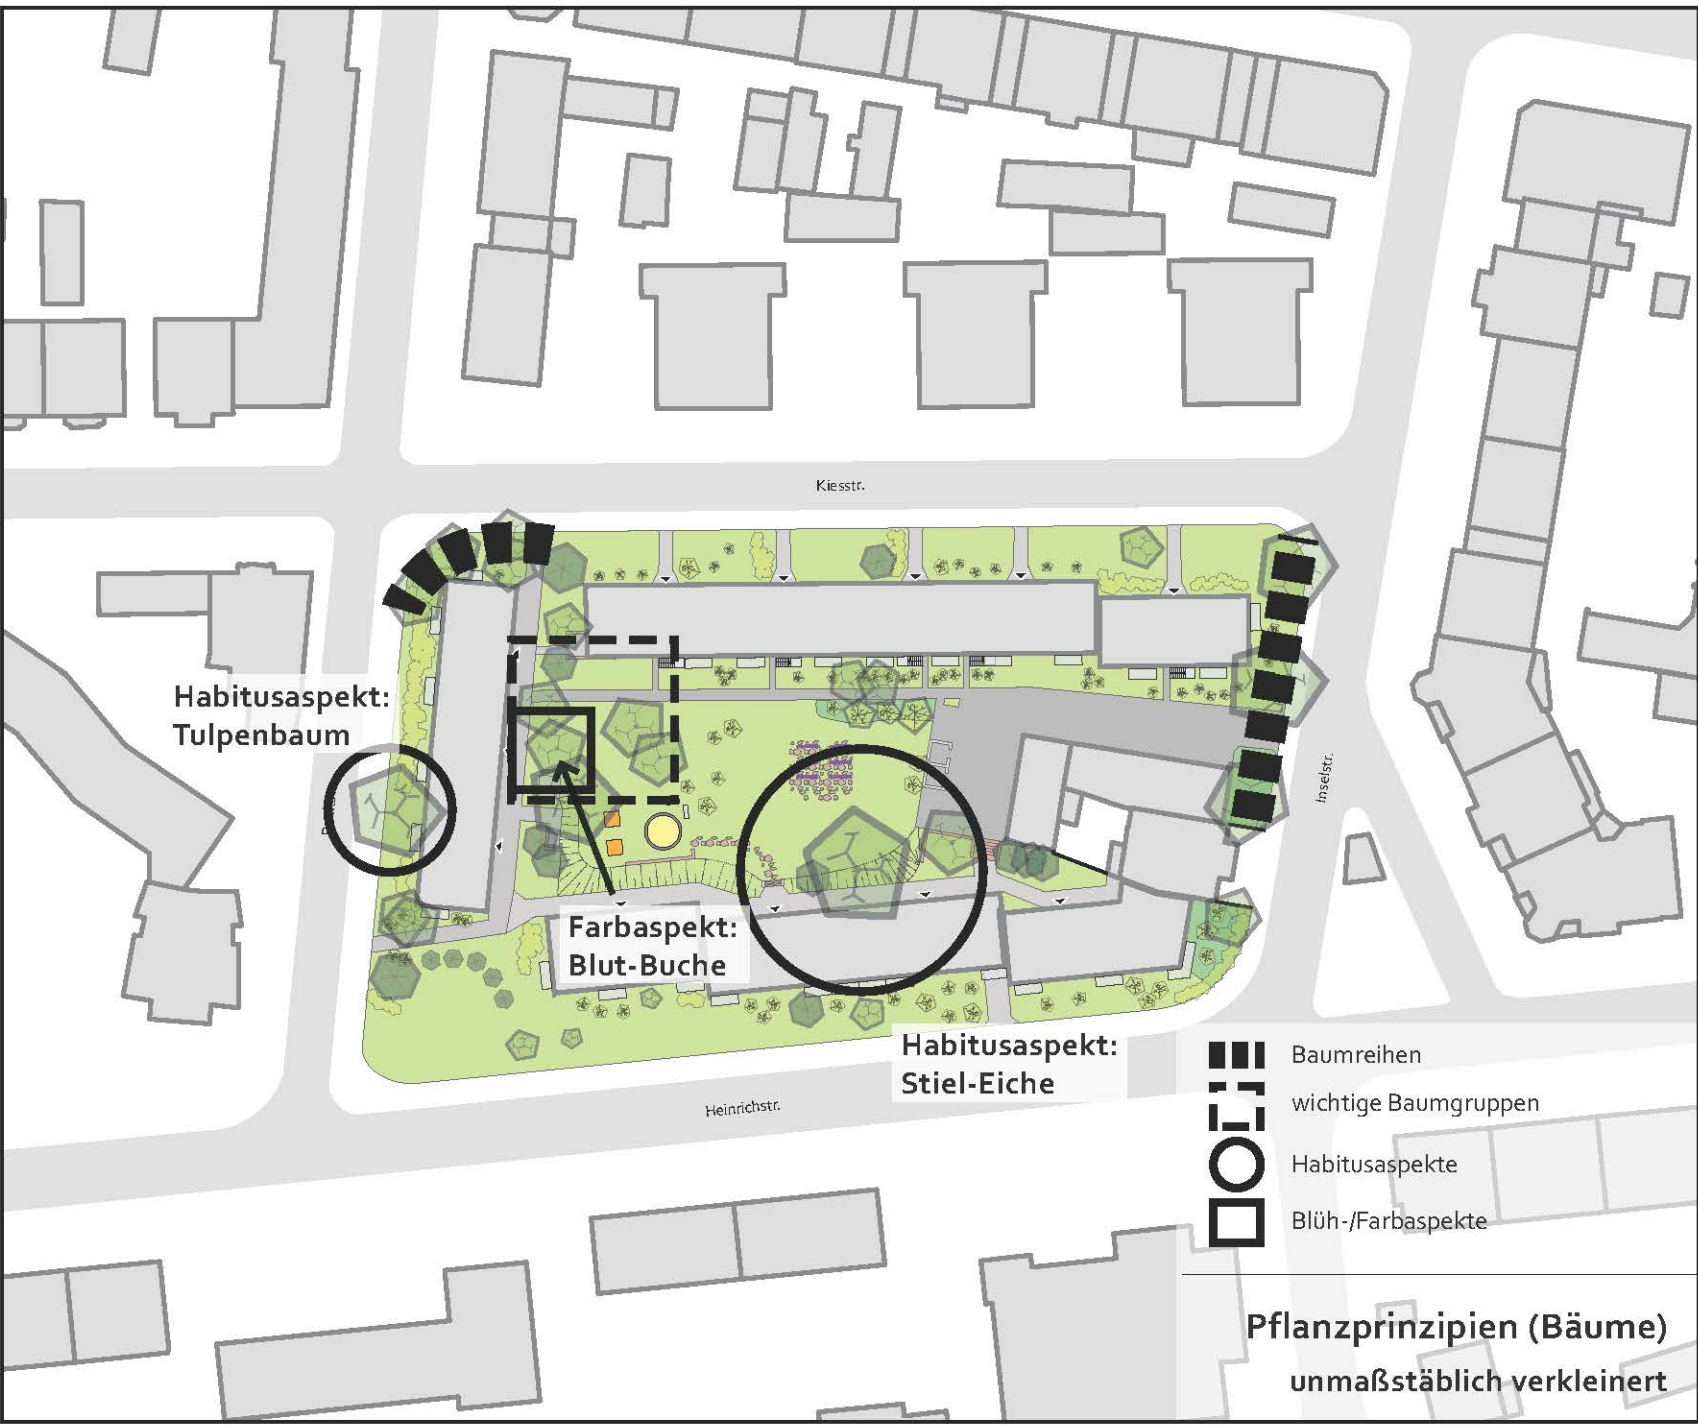 Kiesstr.
Habitusaspekt:
Tulpenbaum
Inselstr.
Farbaspekt:
Blut-Buche
Habitusaspekt:
Stiel-Eiche
Heinrichstr.
Baumreihen
wichtige Baumgruppen
Habitusaspekte
Blüh-/Farbaspekte
Pflanzprinzipien (Bäume)
unmaßstäblich verkleinert